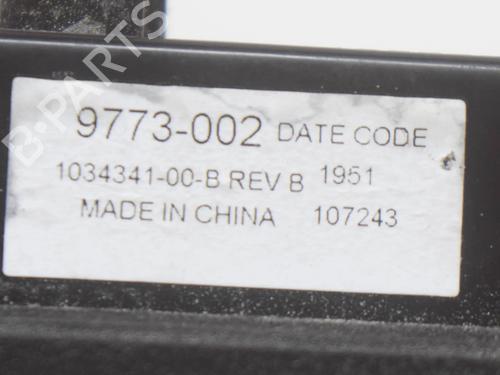 B·PARTS
9773-002 DATE CODE
1034341-00-B REV B 1951
MADE IN CHINA 107243